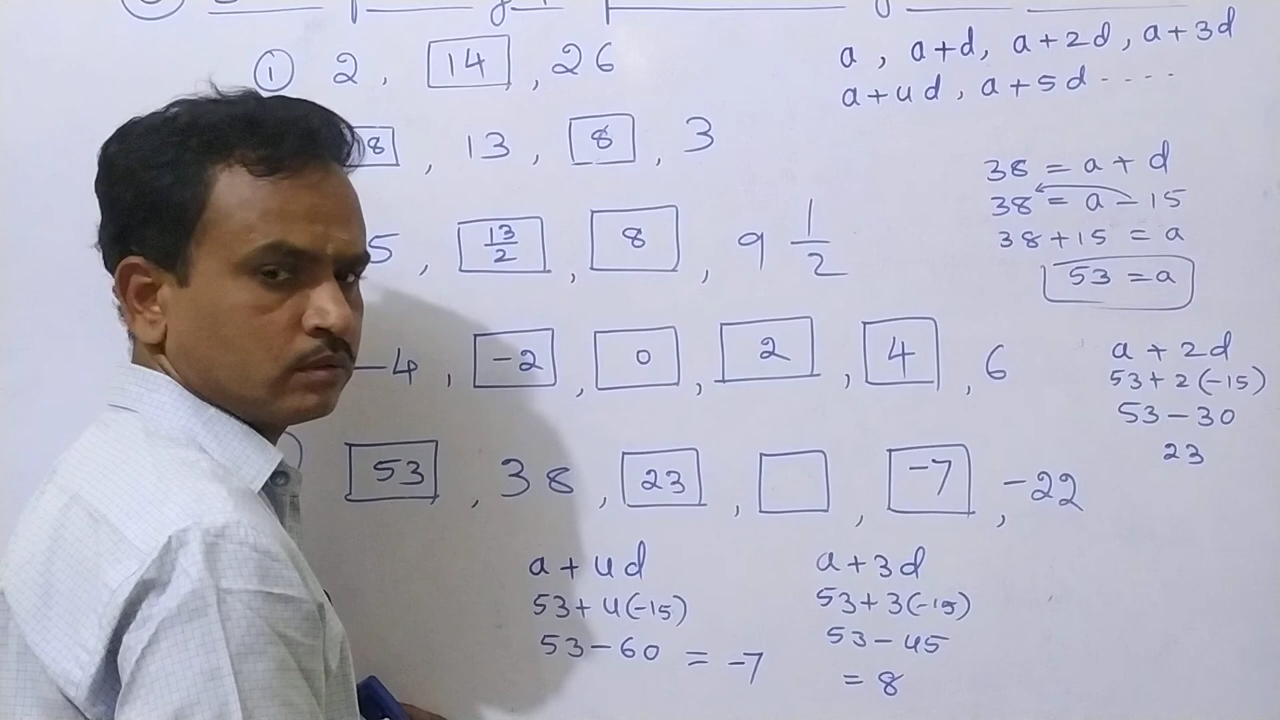 ① 2, 14, 26
18, 13, 8, 3
5, 13/2, 8, 9 1/2
-4, -2, 0, 2, 4, 6
53, 38, 23, , -7, -22
a, a+d, a+2d, a+3d
a+4d, a+5d ....
38 = a + d
38 = a - 15
38+15 = a
53 = a
a + 2d
53+2(-15)
53-30
23
a + 4d
53+4(-15)
53-60 = -7
a+3d
53+3(-15)
53-45
= 8